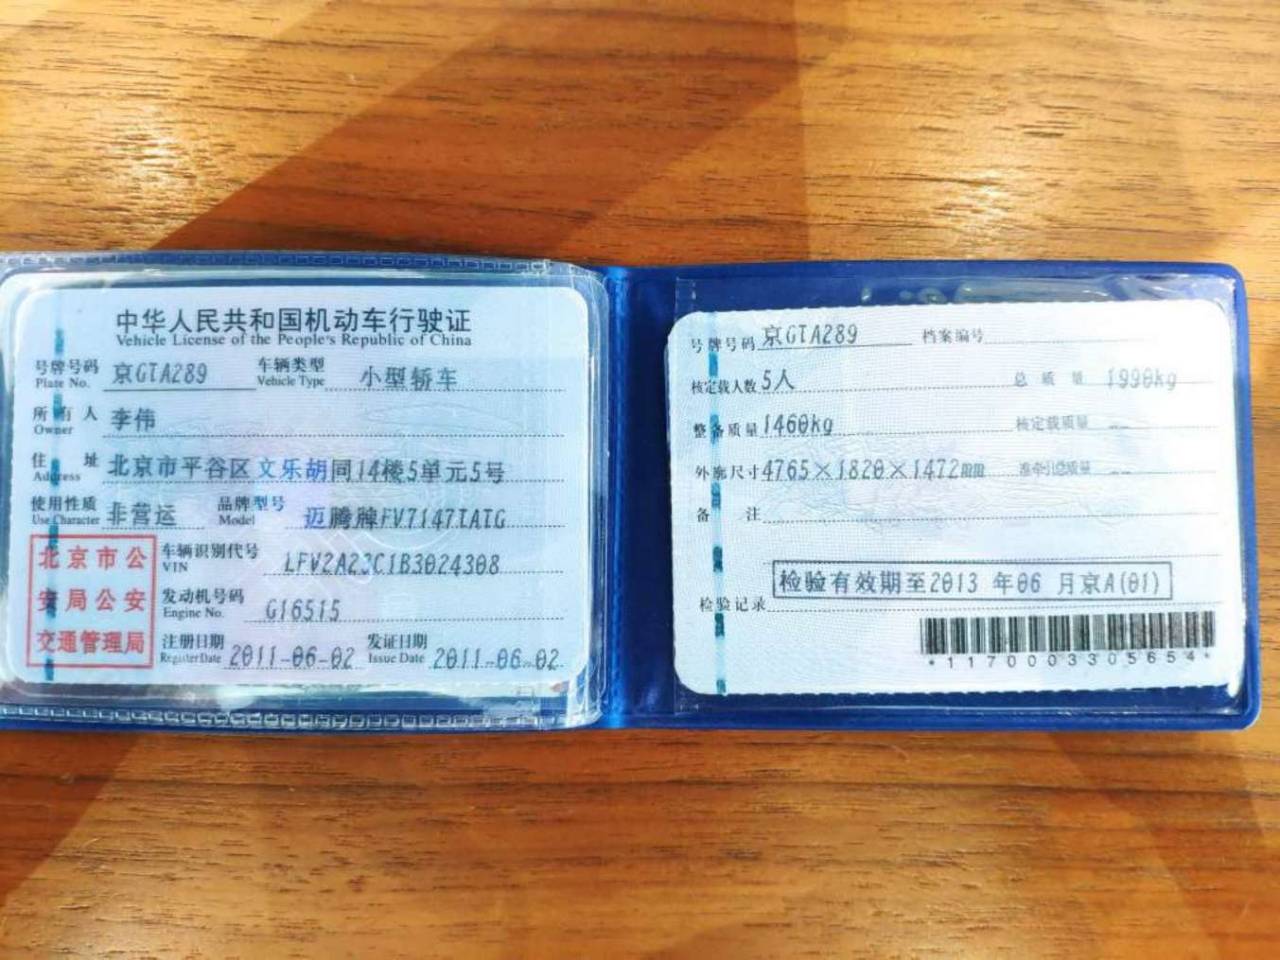 中华人民共和国机动车行驶证
Vehicle License of the People's Republic of China
号牌号码 京GTA289 车辆类型 小型轿车
Plate No. Vehicle Type
所有人 李伟
Owner
住址 北京市平谷区文乐胡同14楼5单元5号
Address
使用性质 非营运 品牌型号 迈腾牌FV7147TATG
Use Character Model
北京市公
安局公安
交通管理局
车辆识别代号 LFV2A23C1B3024308
VIN
发动机号码 G16515
Engine No.
注册日期 2011-06-02 发证日期 2011-06-02
Register Date Issue Date
号牌号码 京GTA289 档案编号
核定载人数 5人 总质量 1990kg
整备质量 1460kg 核定载质量 --
外廓尺寸 4765×1820×1472mm 准牵引总质量 --
备注
检验有效期至2013 年06 月京A(01)
检验记录
*1170003305654*